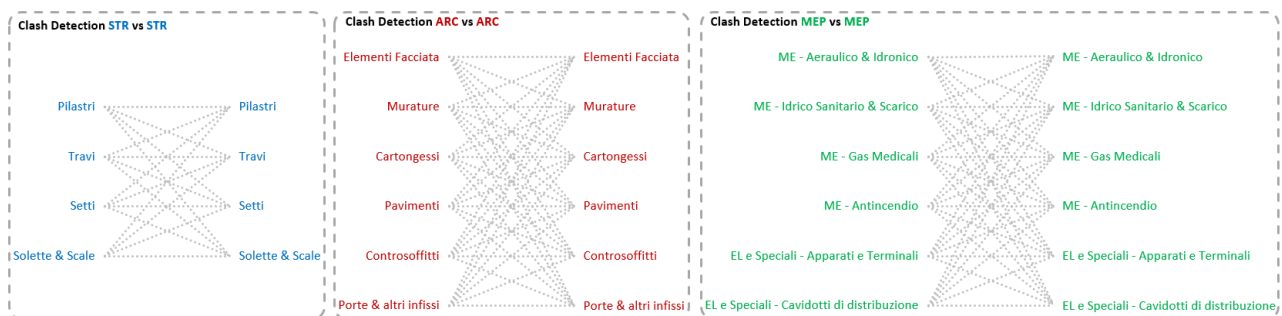 Clash Detection STR vs STR
Pilastri Pilastri
Travi Travi
Setti Setti
Solette & Scale Solette & Scale
Clash Detection ARC vs ARC
Elementi Facciata Elementi Facciata
Murature Murature
Cartongessi Cartongessi
Pavimenti Pavimenti
Controsoffitti Controsoffitti
Porte & altri infissi Porte & altri infissi
Clash Detection MEP vs MEP
ME - Aeraulico & Idronico ME - Aeraulico & Idronico
ME - Idrico Sanitario & Scarico ME - Idrico Sanitario & Scarico
ME - Gas Medicali ME - Gas Medicali
ME - Antincendio ME - Antincendio
EL e Speciali - Apparati e Terminali EL e Speciali - Apparati e Terminali
EL e Speciali - Cavidotti di distribuzione EL e Speciali - Cavidotti di distribuzione